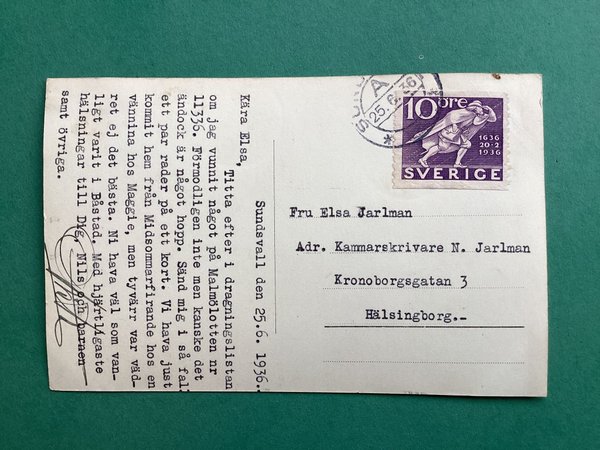 Sundsvall den 25.6. 1936.
Kära Elsa,
Titta efter i dragningslistan
om jag vunnit något på Malmölotten nr
11336. Förmodligen inte men kanske det
ändock är något hopp. Sänd mig i så fall
ett par rader på ett kort. Vi hava just
kommit hem från Midsommarfirande hos en
väninna hos Maggie, men tyvärr var väd-
ret ej det bästa. Ni hava väl som van-
ligt varit i Båstad. Med hjärtligaste
hälsningar till Dig, Nils och barnen
samt övriga.
A
25.6.36
10 öre
1636
20-2
1936
SVERIGE
Fru Elsa Jarlman
Adr. Kammarskrivare N. Jarlman
Kronoborgsgatan 3
Hälsingborg.-